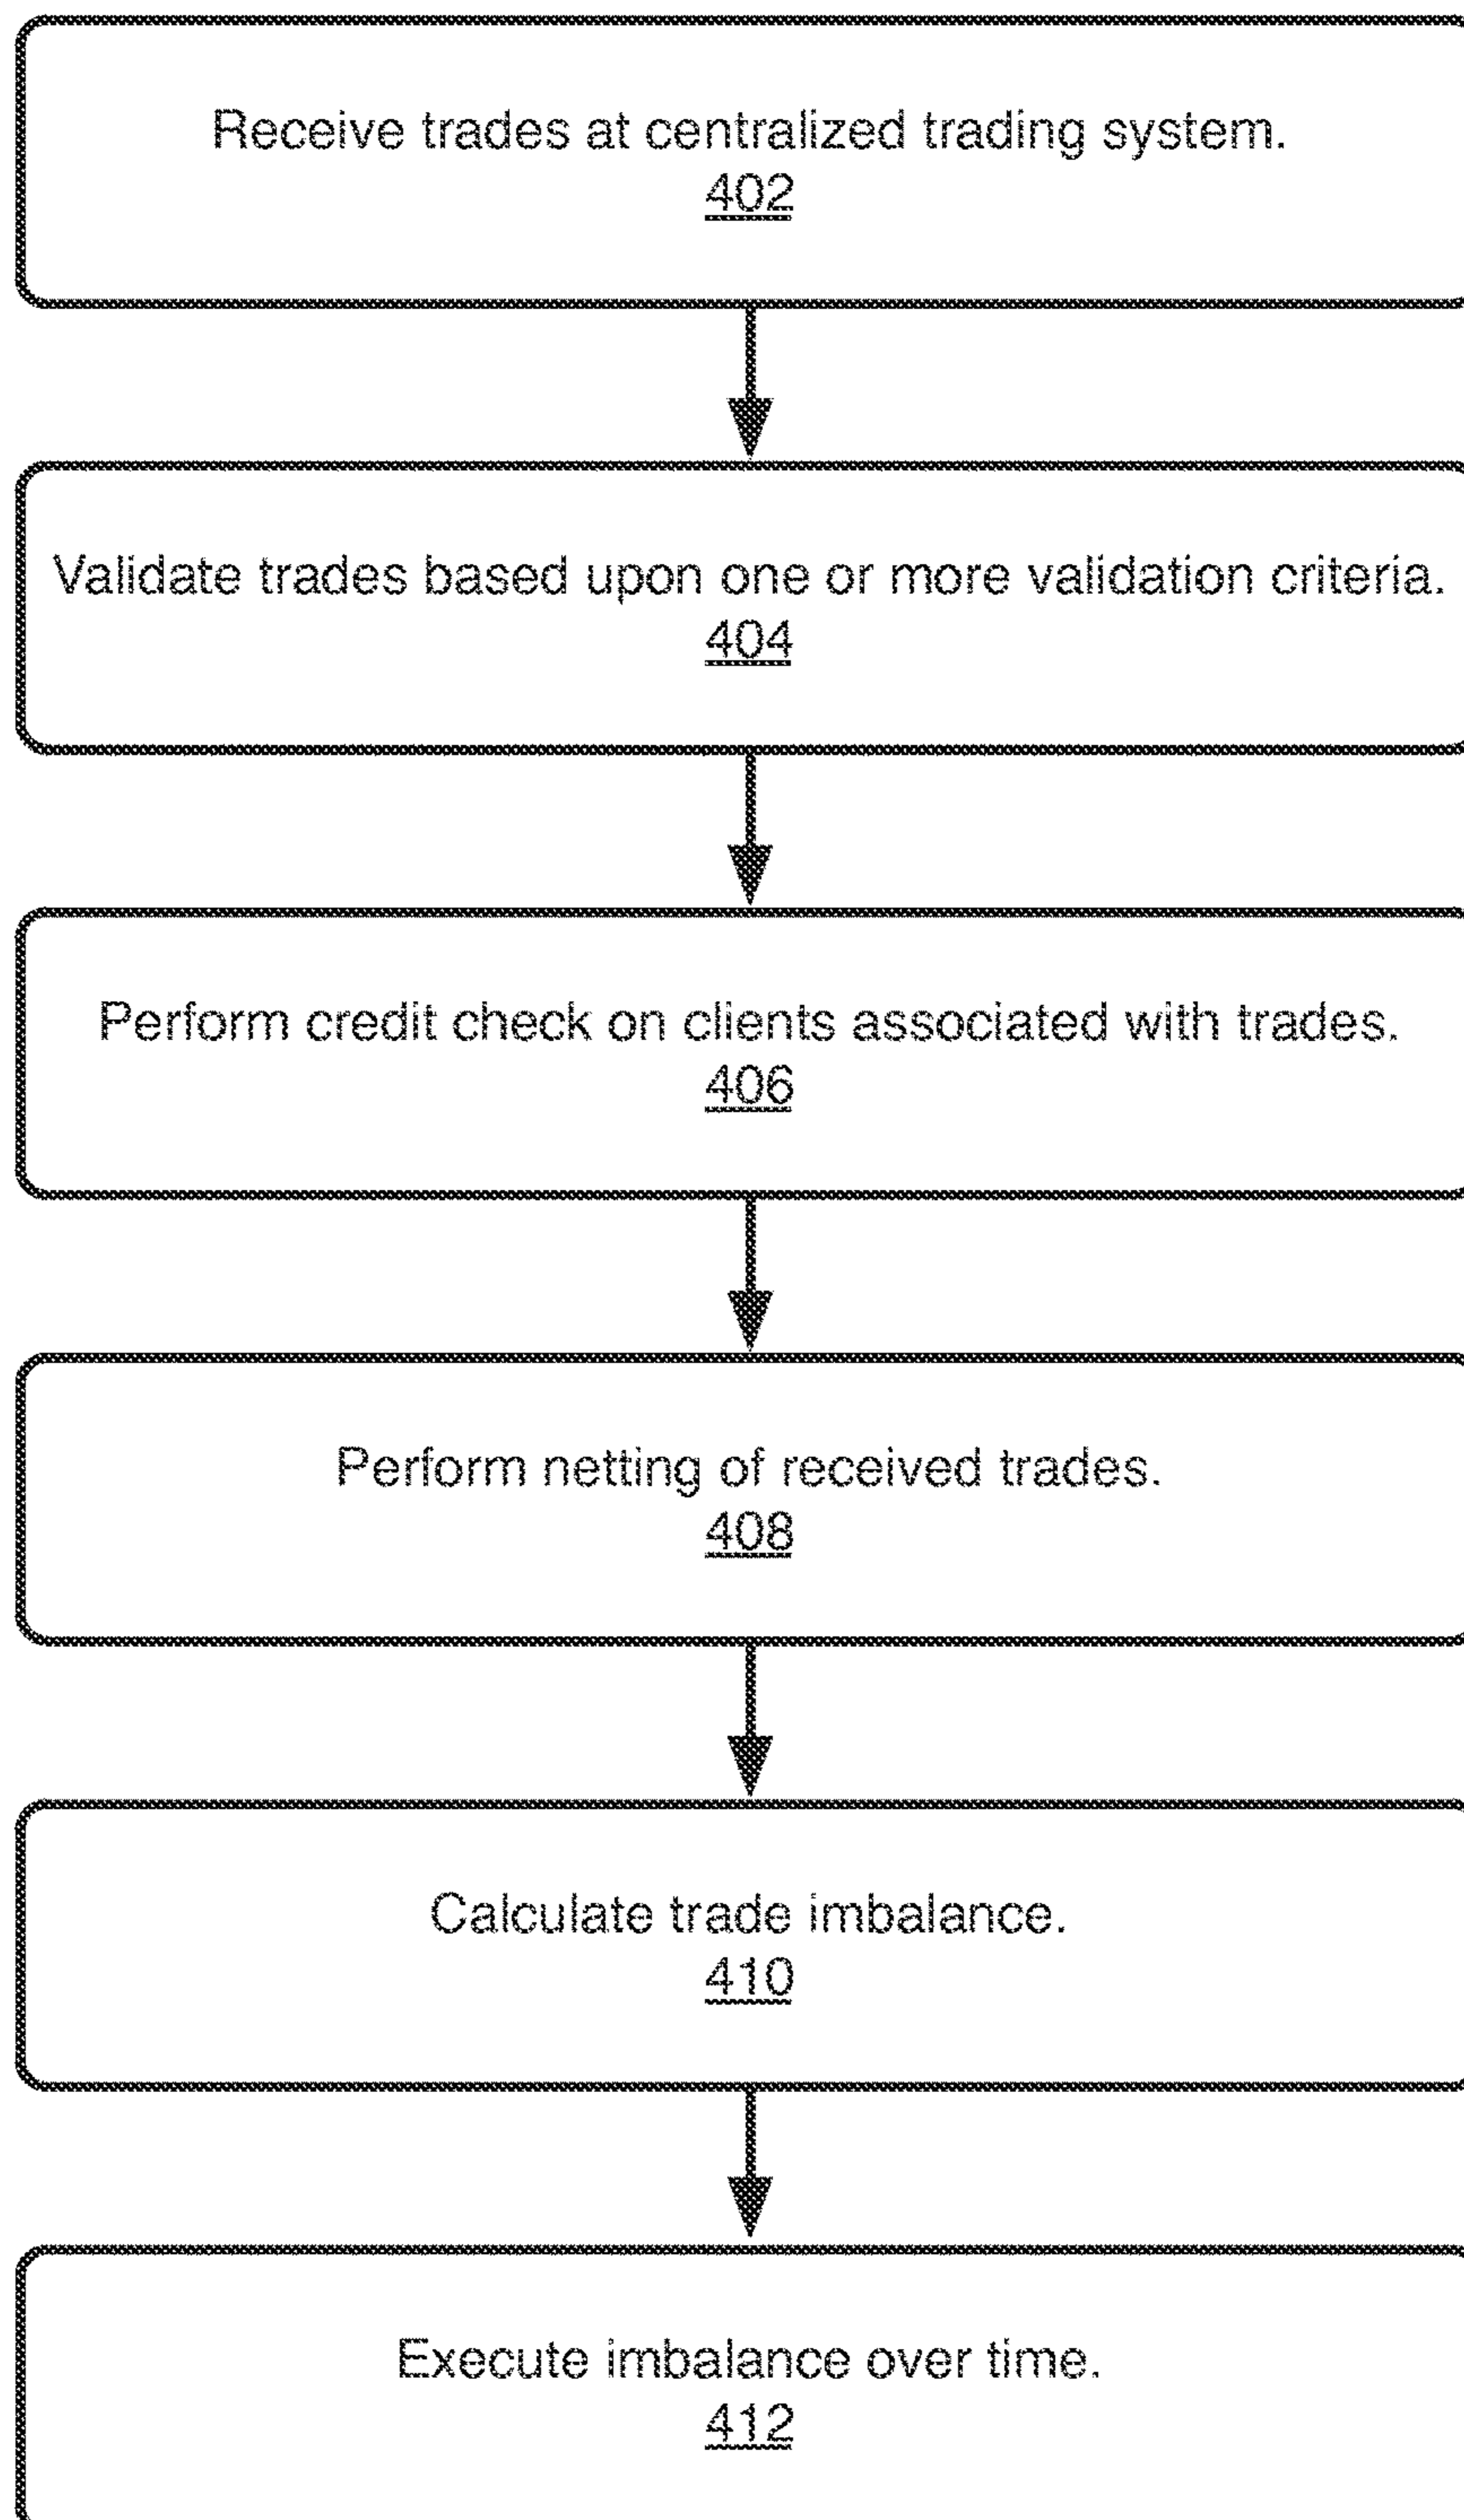 Receive trades at centralized trading system.
402
Validate trades based upon one or more validation criteria.
404
Perform credit check on clients associated with trades.
406
Perform netting of received trades.
408
Calculate trade imbalance.
410
Execute imbalance over time.
412